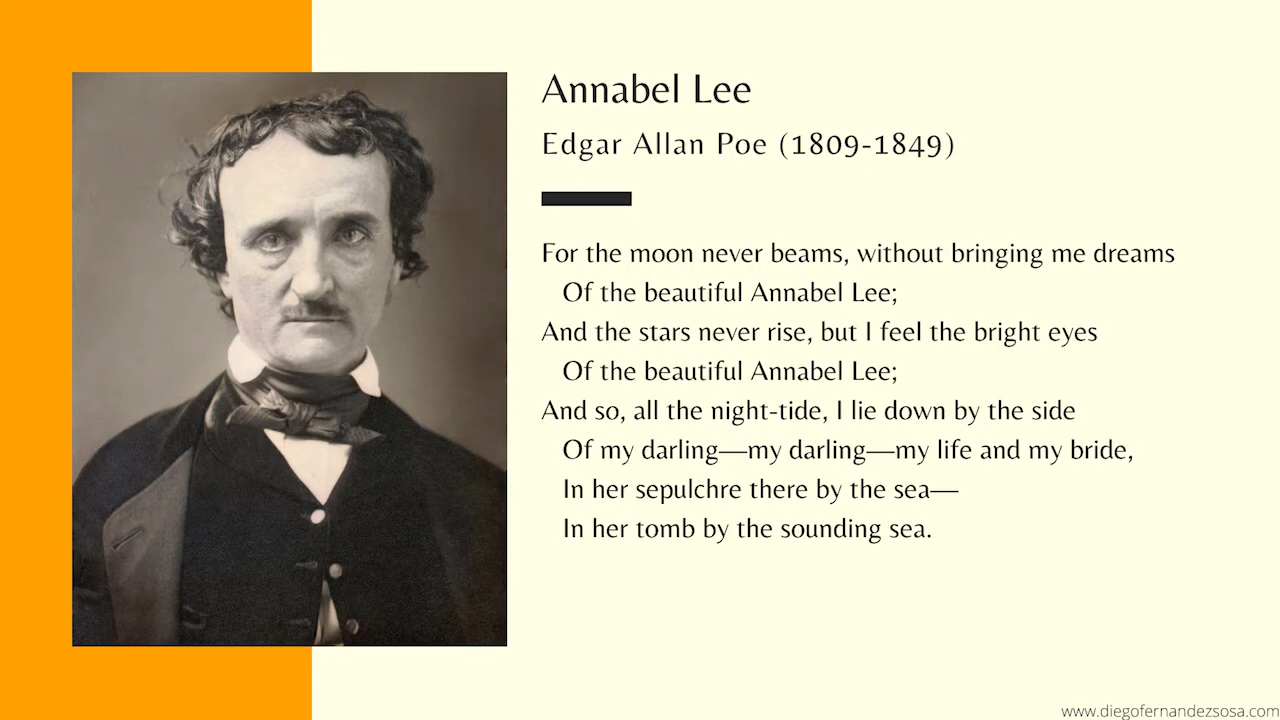 Annabel Lee
Edgar Allan Poe (1809-1849)
For the moon never beams, without bringing me dreams
Of the beautiful Annabel Lee;
And the stars never rise, but I feel the bright eyes
Of the beautiful Annabel Lee;
And so, all the night-tide, I lie down by the side
Of my darling—my darling—my life and my bride,
In her sepulchre there by the sea—
In her tomb by the sounding sea.
www.diegofernandezsosa.com